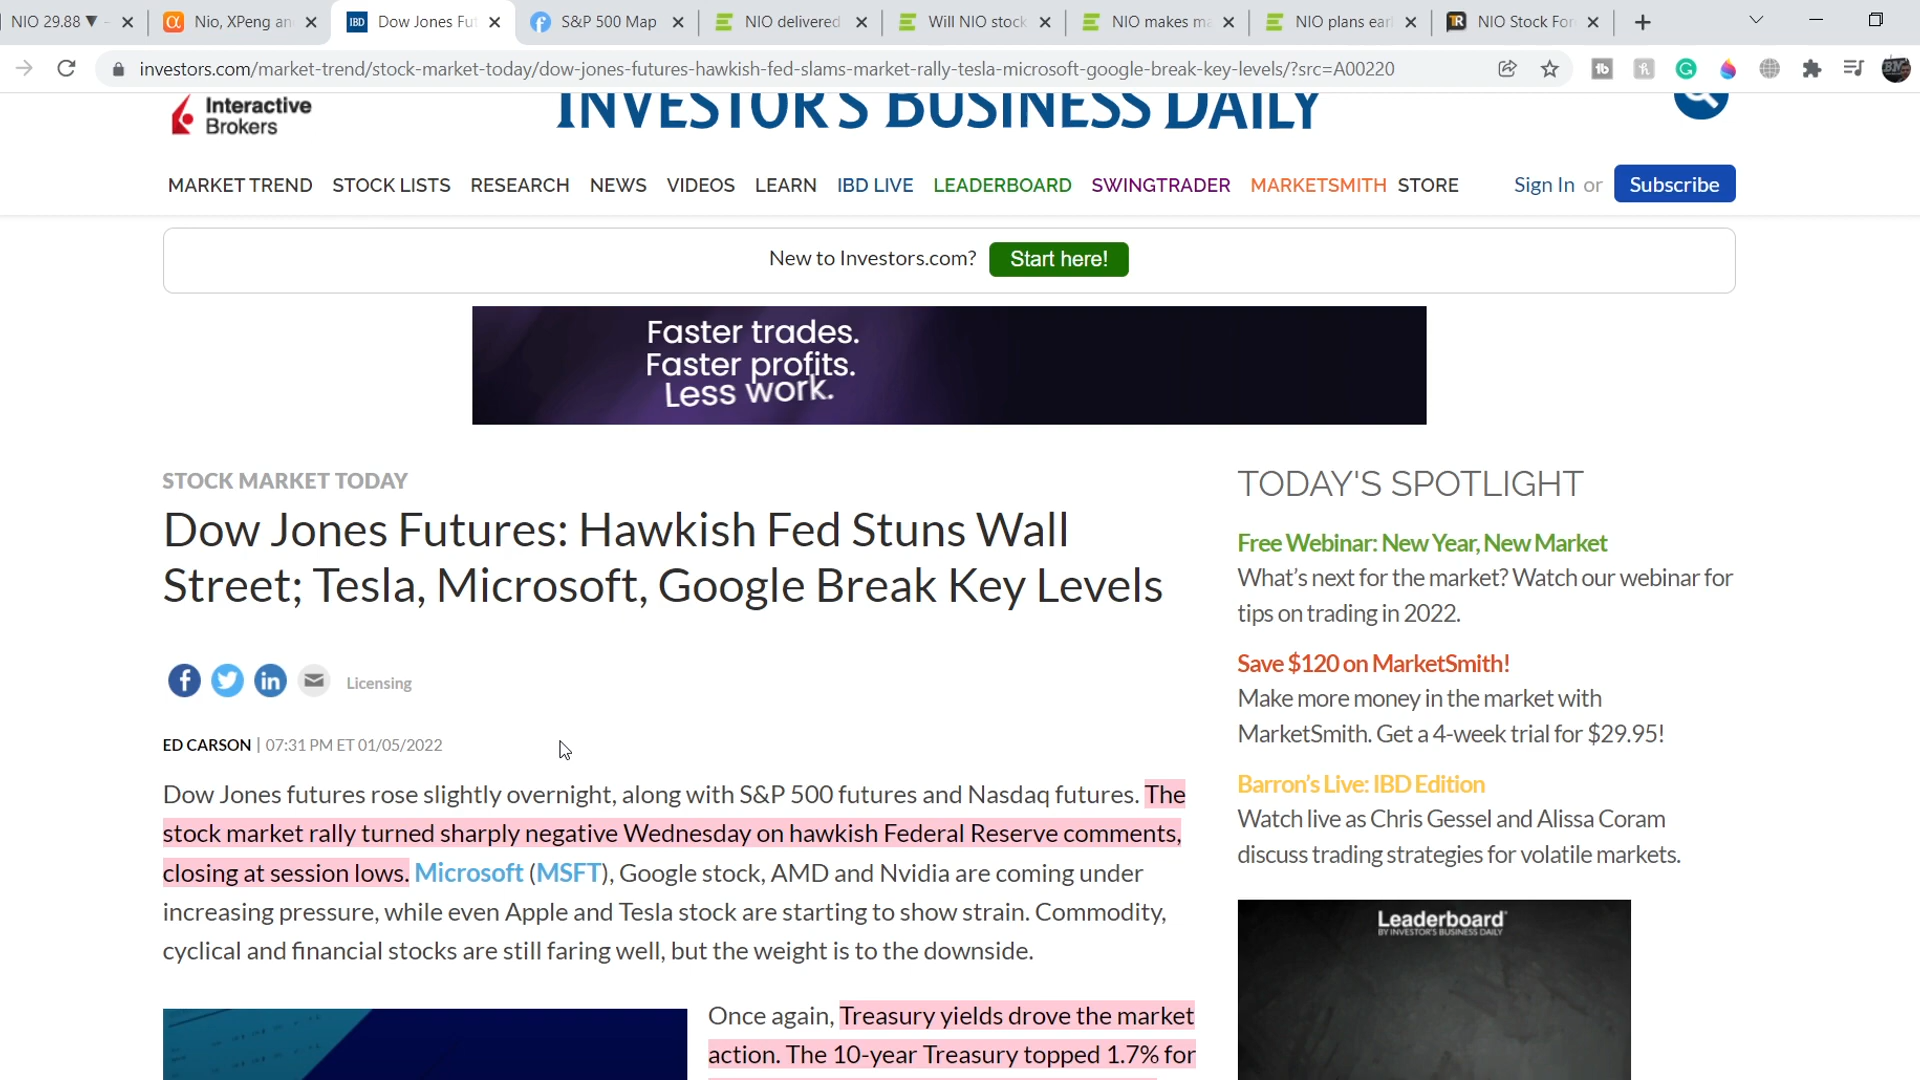 NIO 29.88 ▼
Nio, XPeng an
IBD Dow Jones Fut
S&P 500 Map
NIO delivered
Will NIO stock
NIO makes ma
NIO plans earl
TR NIO Stock For
investors.com/market-trend/stock-market-today/dow-jones-futures-hawkish-fed-slams-market-rally-tesla-microsoft-google-break-key-levels/?src=A00220
Interactive
Brokers
INVESTOR'S BUSINESS DAILY
MARKET TREND STOCK LISTS RESEARCH NEWS VIDEOS LEARN IBD LIVE LEADERBOARD SWINGTRADER MARKETSMITH STORE Sign In or Subscribe
New to Investors.com? Start here!
Faster trades.
Faster profits.
Less work.
STOCK MARKET TODAY
Dow Jones Futures: Hawkish Fed Stuns Wall
Street; Tesla, Microsoft, Google Break Key Levels
Licensing
ED CARSON | 07:31 PM ET 01/05/2022
Dow Jones futures rose slightly overnight, along with S&P 500 futures and Nasdaq futures. The
stock market rally turned sharply negative Wednesday on hawkish Federal Reserve comments,
closing at session lows. Microsoft (MSFT), Google stock, AMD and Nvidia are coming under
increasing pressure, while even Apple and Tesla stock are starting to show strain. Commodity,
cyclical and financial stocks are still faring well, but the weight is to the downside.
Once again, Treasury yields drove the market
action. The 10-year Treasury topped 1.7% for
TODAY'S SPOTLIGHT
Free Webinar: New Year, New Market
What's next for the market? Watch our webinar for
tips on trading in 2022.
Save $120 on MarketSmith!
Make more money in the market with
MarketSmith. Get a 4-week trial for $29.95!
Barron's Live: IBD Edition
Watch live as Chris Gessel and Alissa Coram
discuss trading strategies for volatile markets.
Leaderboard
BY INVESTOR'S BUSINESS DAILY